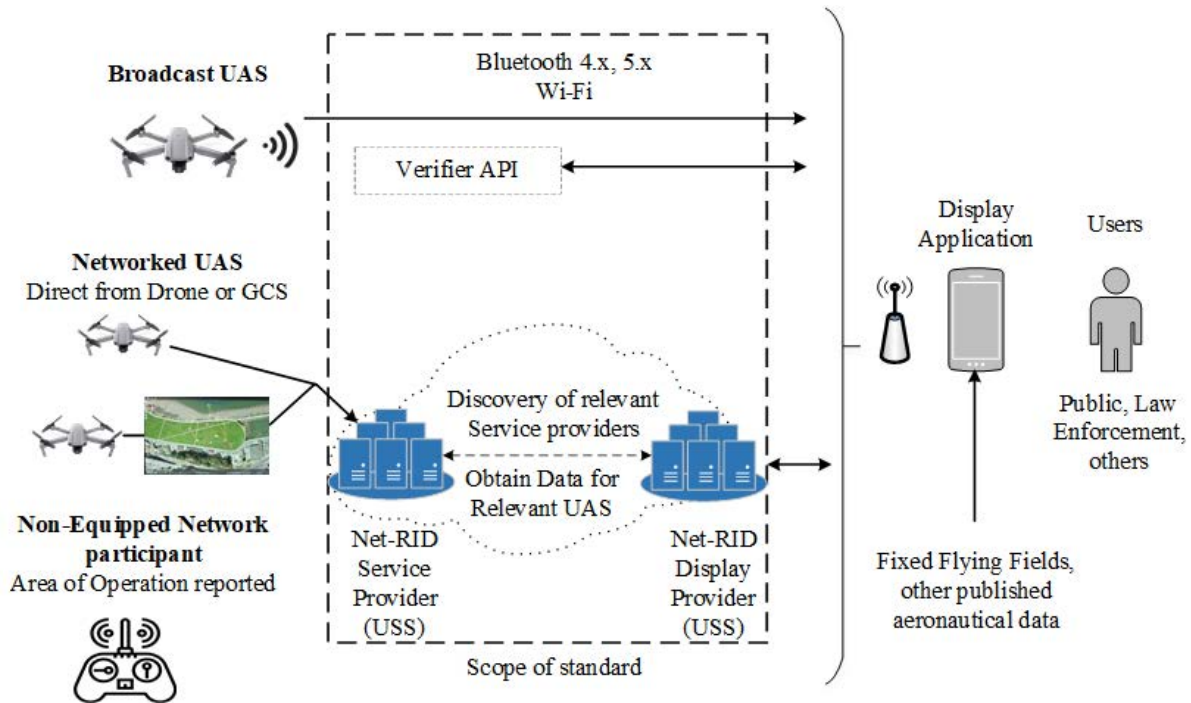 Broadcast UAS
Bluetooth 4.x, 5.x
Wi-Fi
Verifier API
Networked UAS
Direct from Drone or GCS
Non-Equipped Network
participant
Area of Operation reported
Discovery of relevant
Service providers
Obtain Data for
Relevant UAS
Net-RID
Service
Provider
(USS)
Net-RID
Display
Provider
(USS)
Scope of standard
Display
Application
Users
Public, Law
Enforcement,
others
Fixed Flying Fields,
other published
aeronautical data